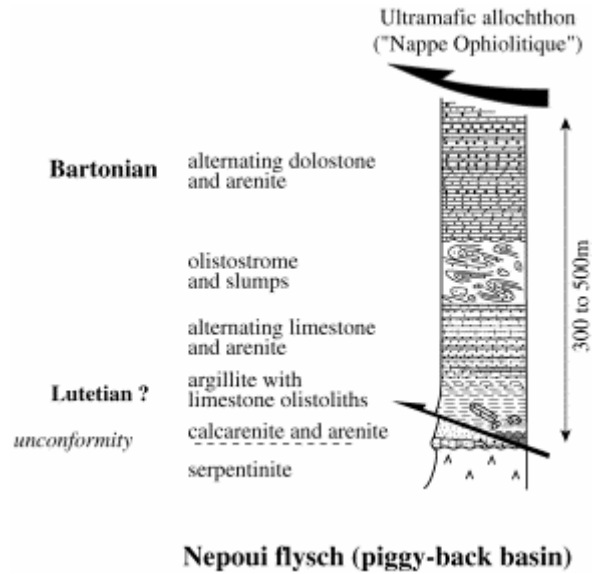 Ultramafic allochthon
("Nappe Ophiolitique")
Bartonian
alternating dolostone
and arenite
olistostrome
and slumps
alternating limestone
and arenite
Lutetian ?
argillite with
limestone olistoliths
unconformity
calcarenite and arenite
serpentinite
300 to 500m
Nepoui flysch (piggy-back basin)